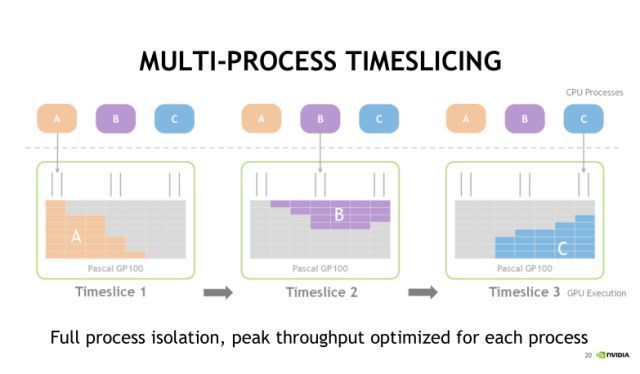 MULTI-PROCESS TIMESLICING
CPU Processes
A B C A B C A B C
A B C
Pascal GP100 Pascal GP100 Pascal GP100
Timeslice 1 Timeslice 2 Timeslice 3 GPU Execution
Full process isolation, peak throughput optimized for each process
20 NVIDIA